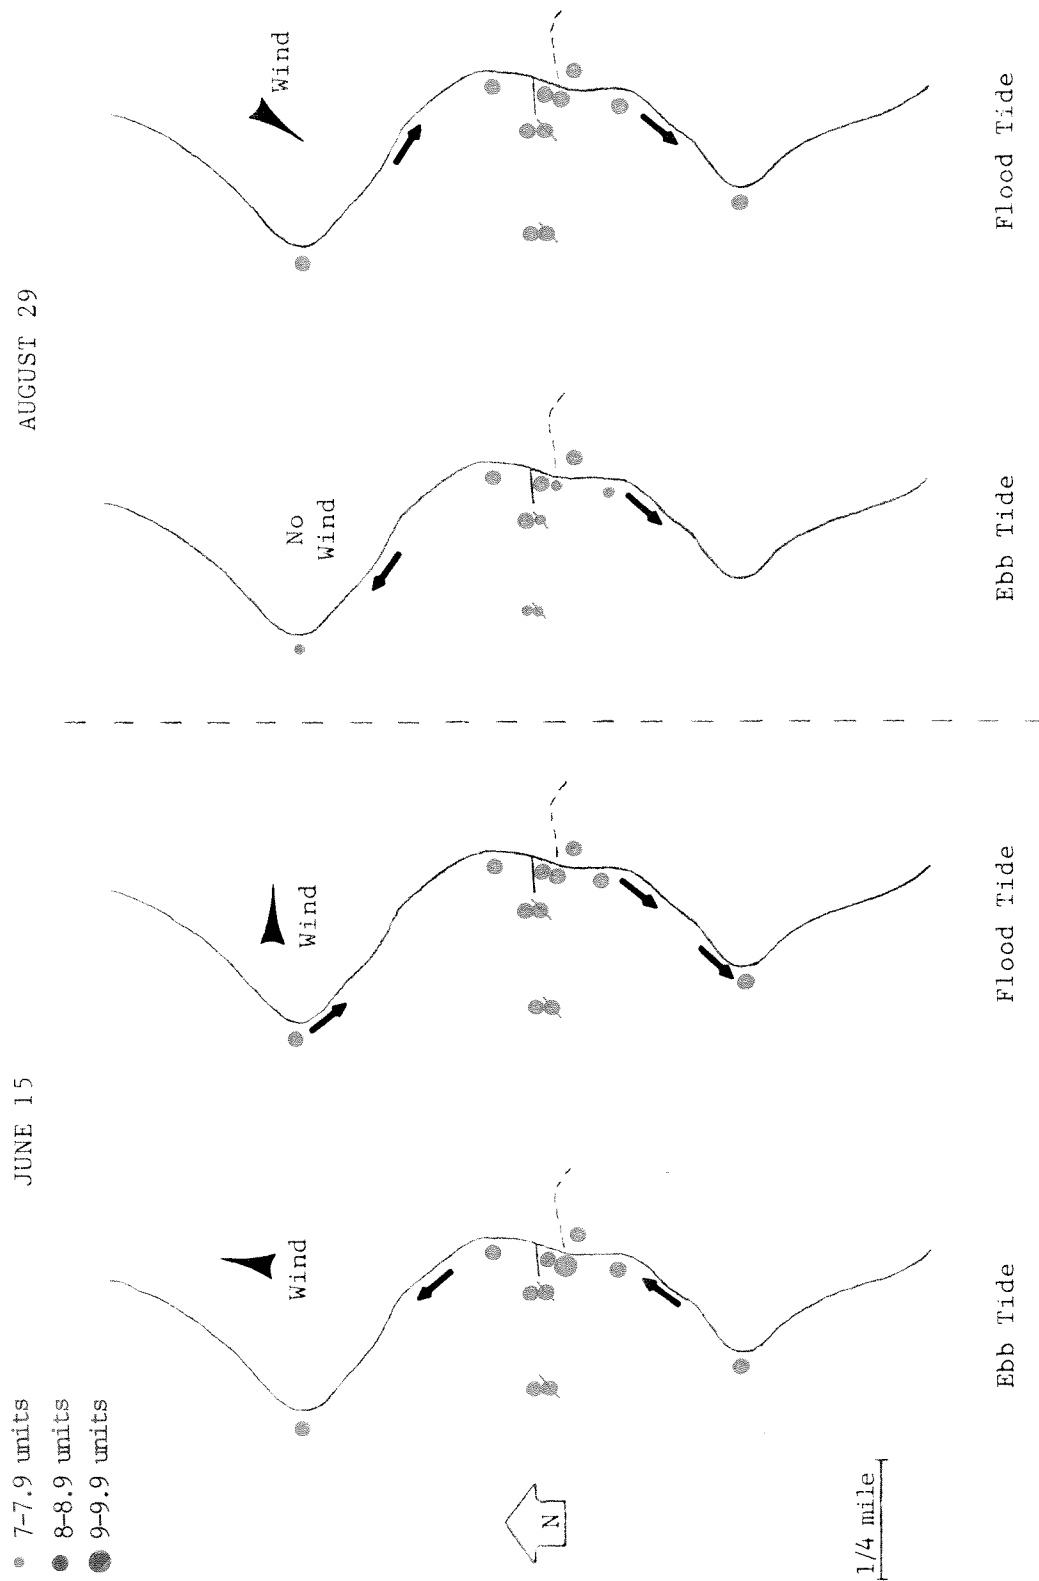 7-7.9 units
8-8.9 units
9-9.9 units
JUNE 15
AUGUST 29
Wind
Wind
No
Wind
Wind
N
1/4 mile
Ebb Tide
Flood Tide
Ebb Tide
Flood Tide